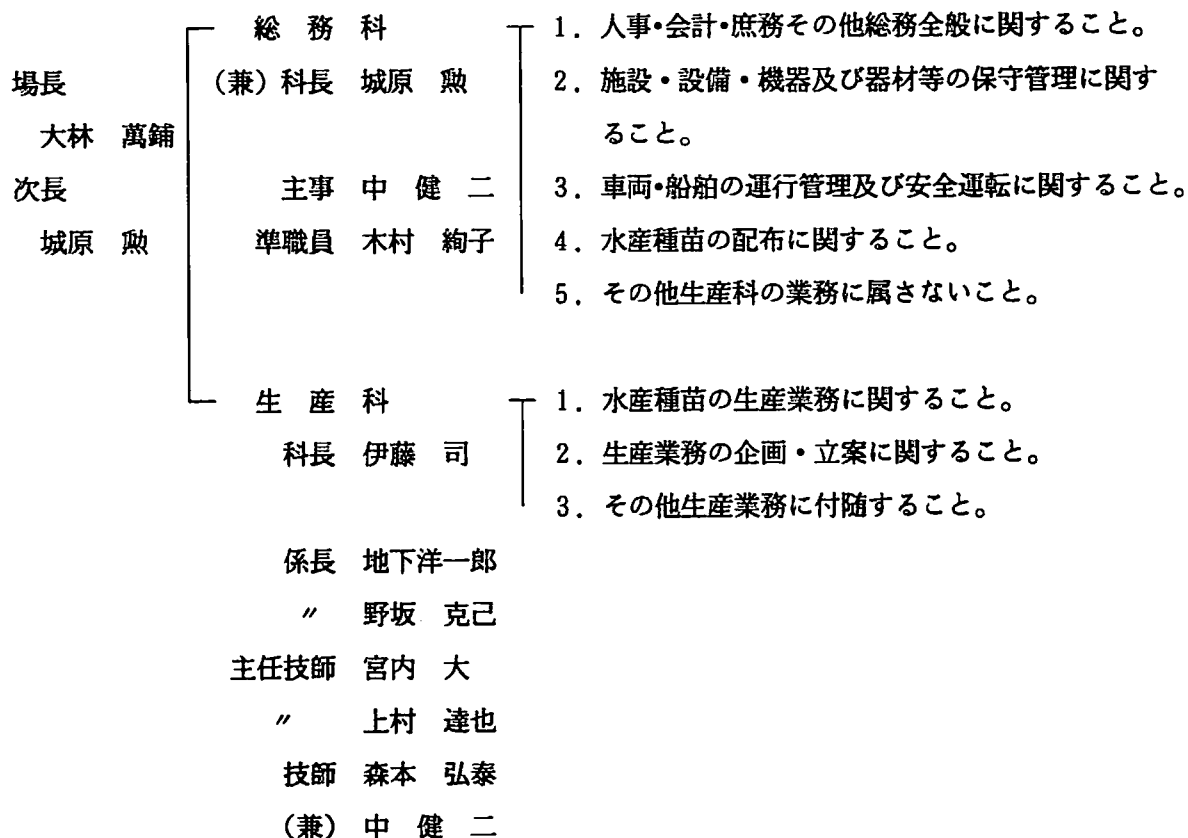 場長
大林 萬鋪
次長
城原 勲
総務科
(兼)科長 城原 勲
主事 中 健二
準職員 木村 絢子
1. 人事・会計・庶務その他総務全般に関すること。
2. 施設・設備・機器及び器材等の保守管理に関す
ること。
3. 車両・船舶の運行管理及び安全運転に関すること。
4. 水産種苗の配布に関すること。
5. その他生産科の業務に属さないこと。
生産科
科長 伊藤 司
1. 水産種苗の生産業務に関すること。
2. 生産業務の企画・立案に関すること。
3. その他生産業務に付随すること。
係長 地下洋一郎
〃 野坂 克己
主任技師 宮内 大
〃 上村 達也
技師 森本 弘泰
(兼) 中 健二